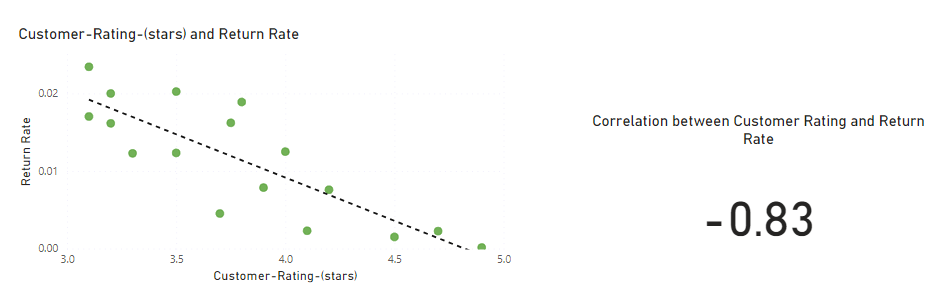 Customer-Rating-(stars) and Return Rate
0.02
0.01
0.00
Return Rate
3.0 3.5 4.0 4.5 5.0
Customer-Rating-(stars)
Correlation between Customer Rating and Return
Rate
-0.83